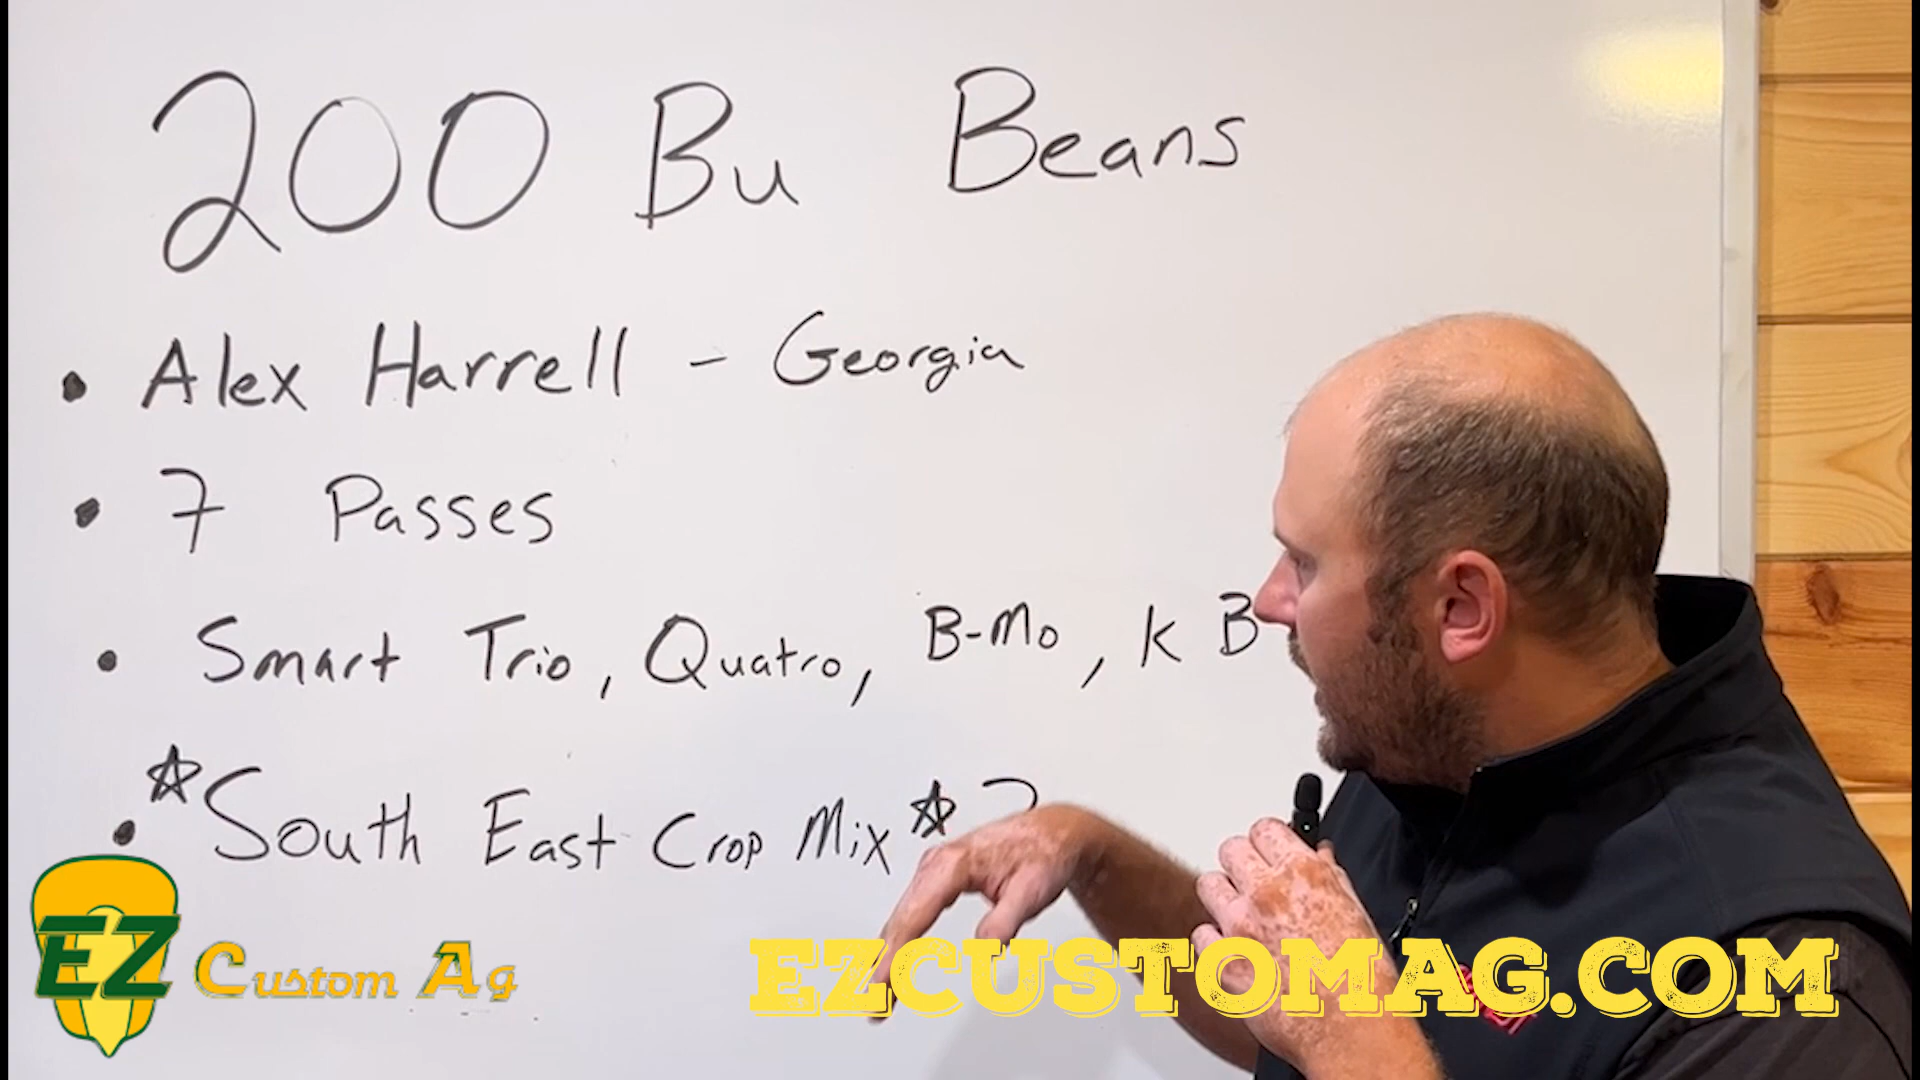 200 Bu Beans
• Alex Harrell - Georgia
• 7 Passes
• Smart Trio, Quatro, B-Mo, K B
• *South East Crop Mix* ?
EZ Custom Ag
EZCUSTOMAG.COM